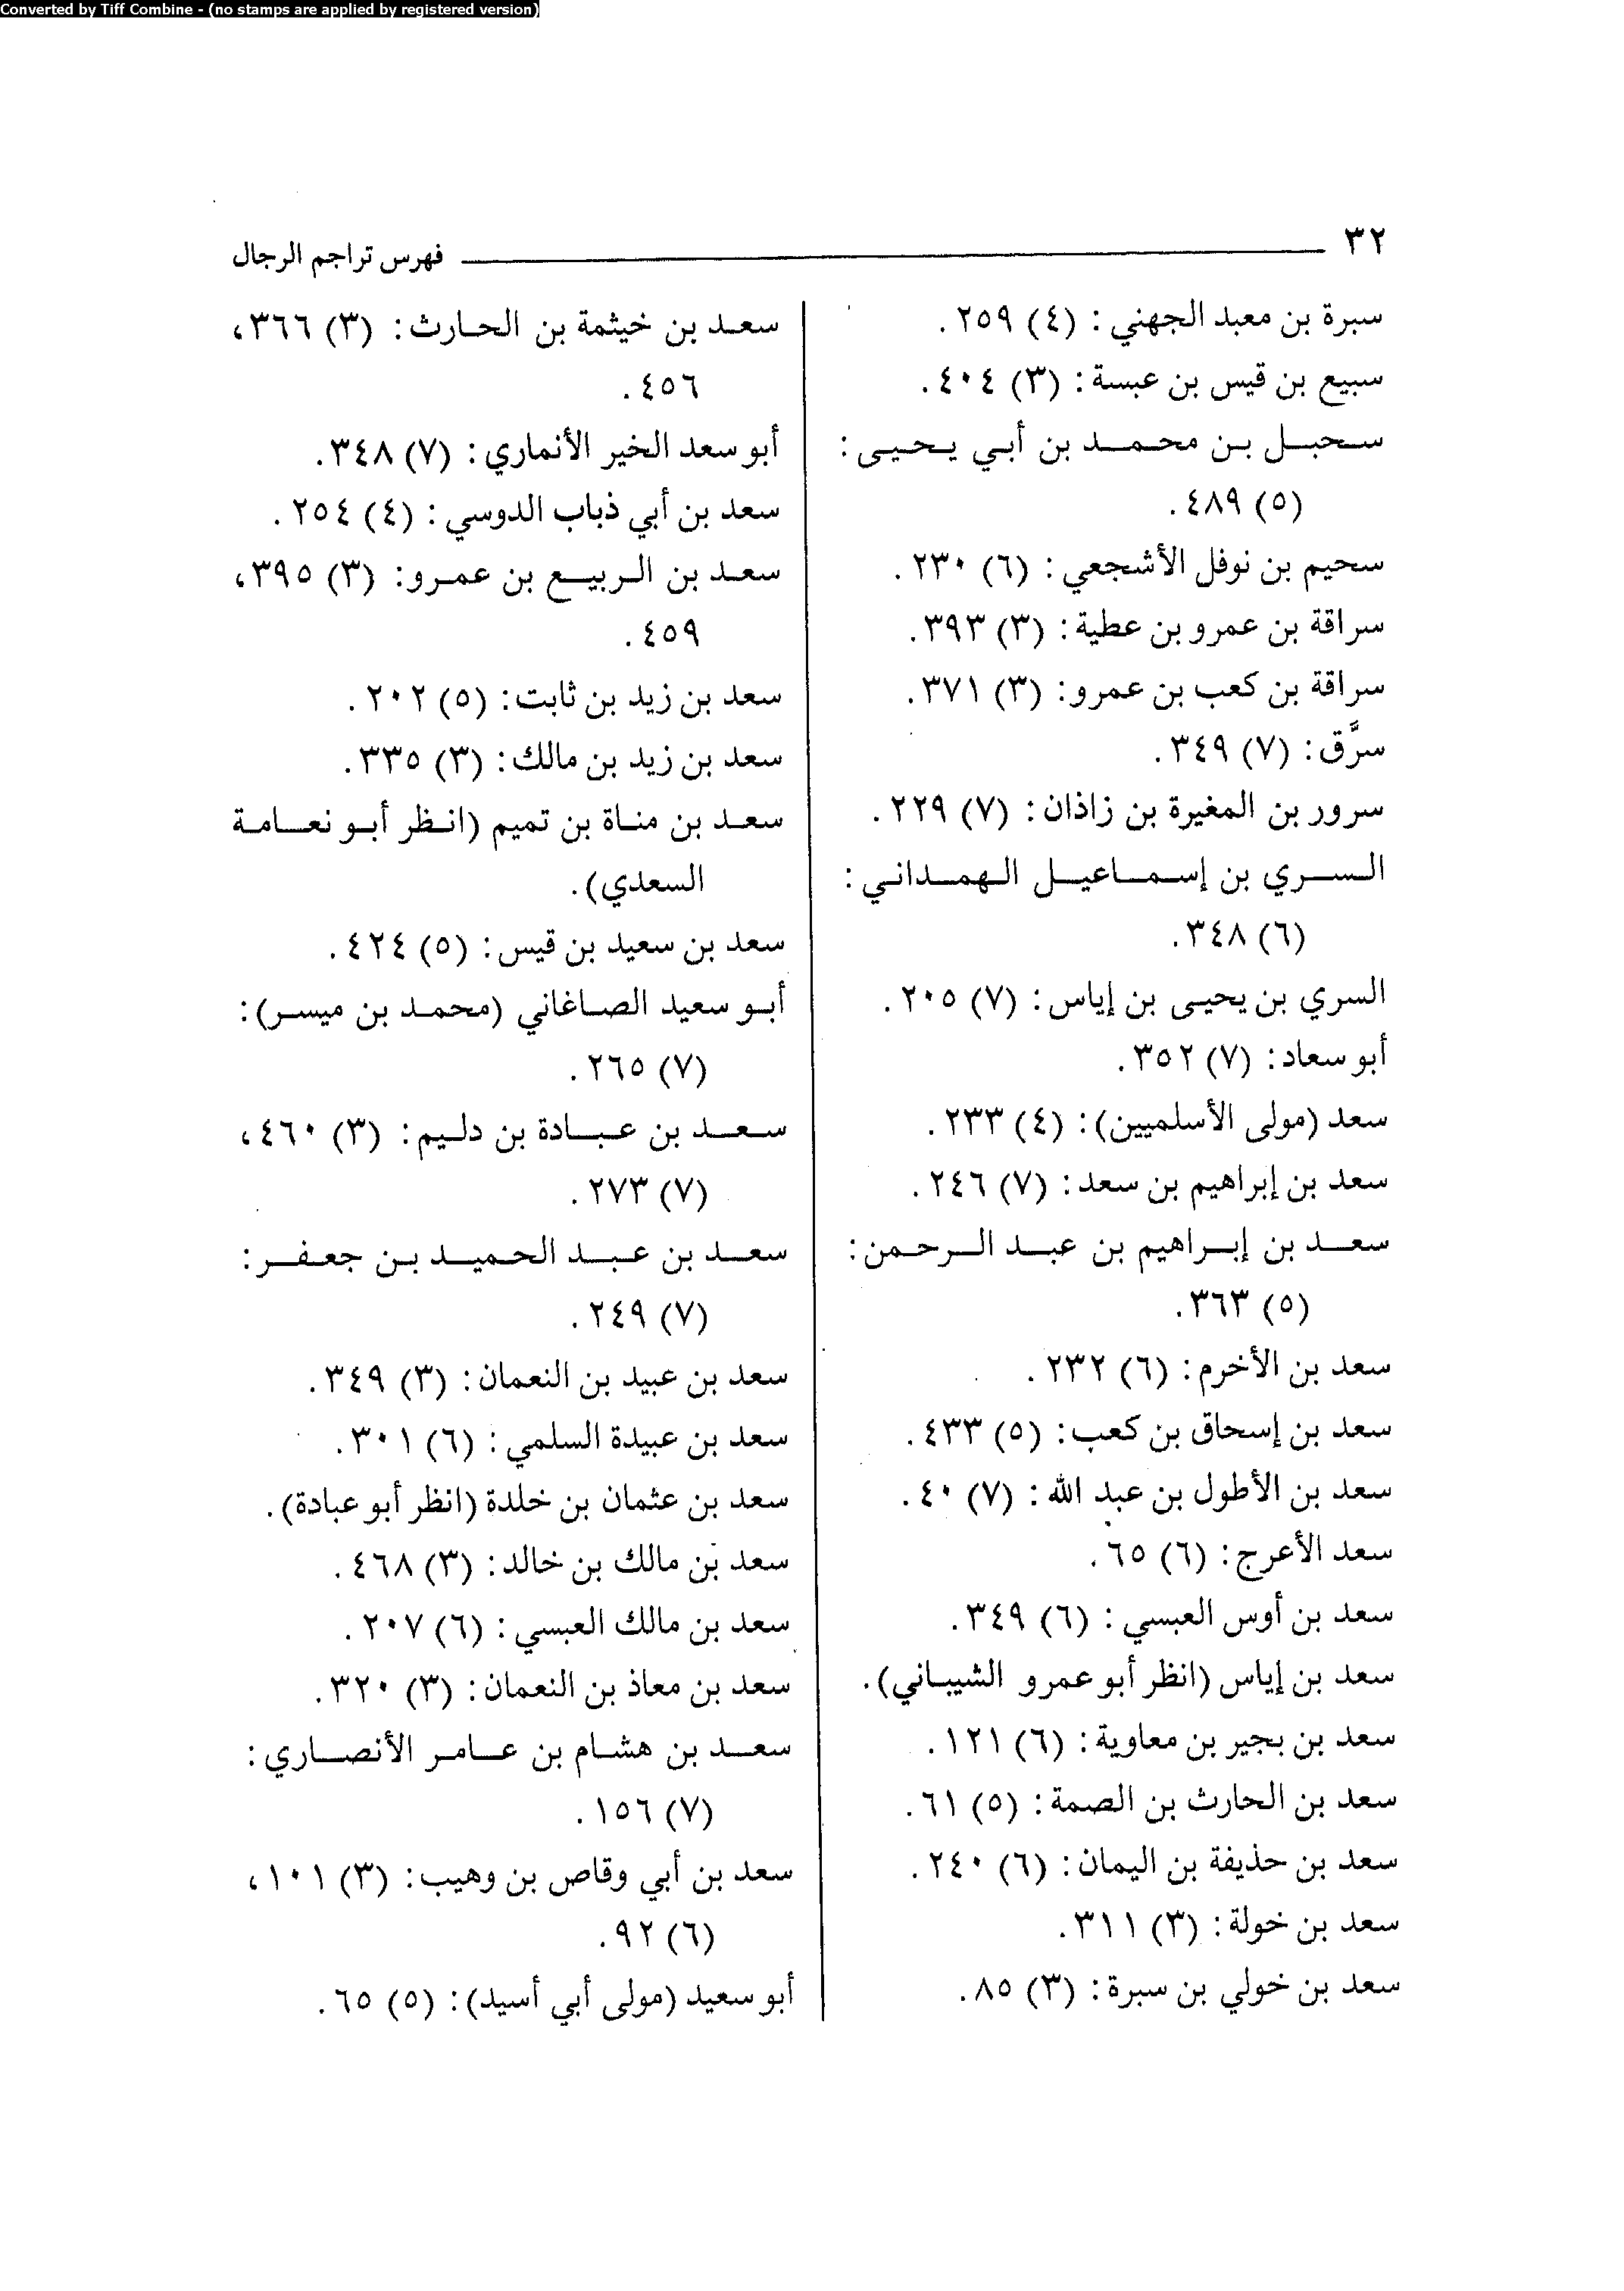 Converted by Tiff Combine - (no stamps are applied by registered version)
٣٢
فهرس تراجم الرجال
سبرة بن معبد الجهني: (٤) ٢٥٩.
سبيع بن قيس بن عبسة: (٣) ٤٠٤.
سحبل بن محمد بن أبي يحيى:
(٥) ٤٨٩.
سحيم بن نوفل الأشجعي: (٦) ٢٣٠.
سراقة بن عمرو بن عطية: (٣) ٣٩٣.
سراقة بن كعب بن عمرو: (٣) ٣٧١.
سرَّق: (٧) ٣٤٩.
سرور بن المغيرة بن زاذان: (٧) ٢٢٩.
السري بن إسماعيل الهمداني:
(٦) ٣٤٨.
السري بن يحيى بن إياس: (٧) ٢٠٥.
أبو سعاد: (٧) ٣٥٢.
سعد (مولى الأسلميين): (٤) ٢٣٣.
سعد بن إبراهيم بن سعد: (٧) ٢٤٦.
سعد بن إبراهيم بن عبد الرحمن:
(٥) ٣٦٣.
سعد بن الأخرم: (٦) ٢٣٢.
سعد بن إسحاق بن كعب: (٥) ٤٣٣.
سعد بن الأطول بن عبد الله: (٧) ٤٠.
سعد الأعرج: (٦) ٦٥.
سعد بن أوس العبسي: (٦) ٣٤٩.
سعد بن إياس (انظر أبو عمرو الشيباني).
سعد بن بجير بن معاوية: (٦) ١٢١.
سعد بن الحارث بن الصمة: (٥) ٦١.
سعد بن حذيفة بن اليمان: (٦) ٢٤٠.
سعد بن خولة: (٣) ٣١١.
سعد بن خولي بن سبرة: (٣) ٨٥.
سعد بن خيثمة بن الحارث: (٣) ٣٦٦،
٤٥٦.
أبو سعد الخير الأنماري: (٧) ٣٤٨.
سعد بن أبي ذباب الدوسي: (٤) ٢٥٤.
سعد بن الربيع بن عمرو: (٣) ٣٩٥،
٤٥٩.
سعد بن زيد بن ثابت: (٥) ٢٠٢.
سعد بن زيد بن مالك: (٣) ٣٣٥.
سعد بن مناة بن تميم (انظر أبو نعامة
السعدي).
سعد بن سعيد بن قيس: (٥) ٤٢٤.
أبو سعيد الصاغاني (محمد بن ميسر):
(٧) ٢٦٥.
سعد بن عبادة بن دليم: (٣) ٤٦٠،
(٧) ٢٧٣.
سعد بن عبد الحميد بن جعفر:
(٧) ٢٤٩.
سعد بن عبيد بن النعمان: (٣) ٣٤٩.
سعد بن عبيدة السلمي: (٦) ٣٠١.
سعد بن عثمان بن خلدة (انظر أبو عبادة).
سعد بن مالك بن خالد: (٣) ٤٦٨.
سعد بن مالك العبسي: (٦) ٢٠٧.
سعد بن معاذ بن النعمان: (٣) ٣٢٠.
سعد بن هشام بن عامر الأنصاري:
(٧) ١٥٦.
سعد بن أبي وقاص بن وهيب: (٣) ١٠١،
(٦) ٩٢.
أبو سعيد (مولى أبي أسيد): (٥) ٦٥.